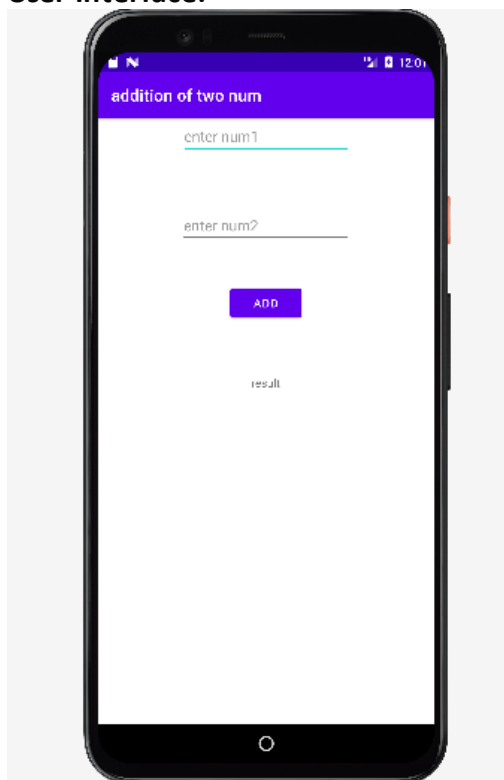 User Interface:
12:01
addition of two num
enter num1
enter num2
ADD
result